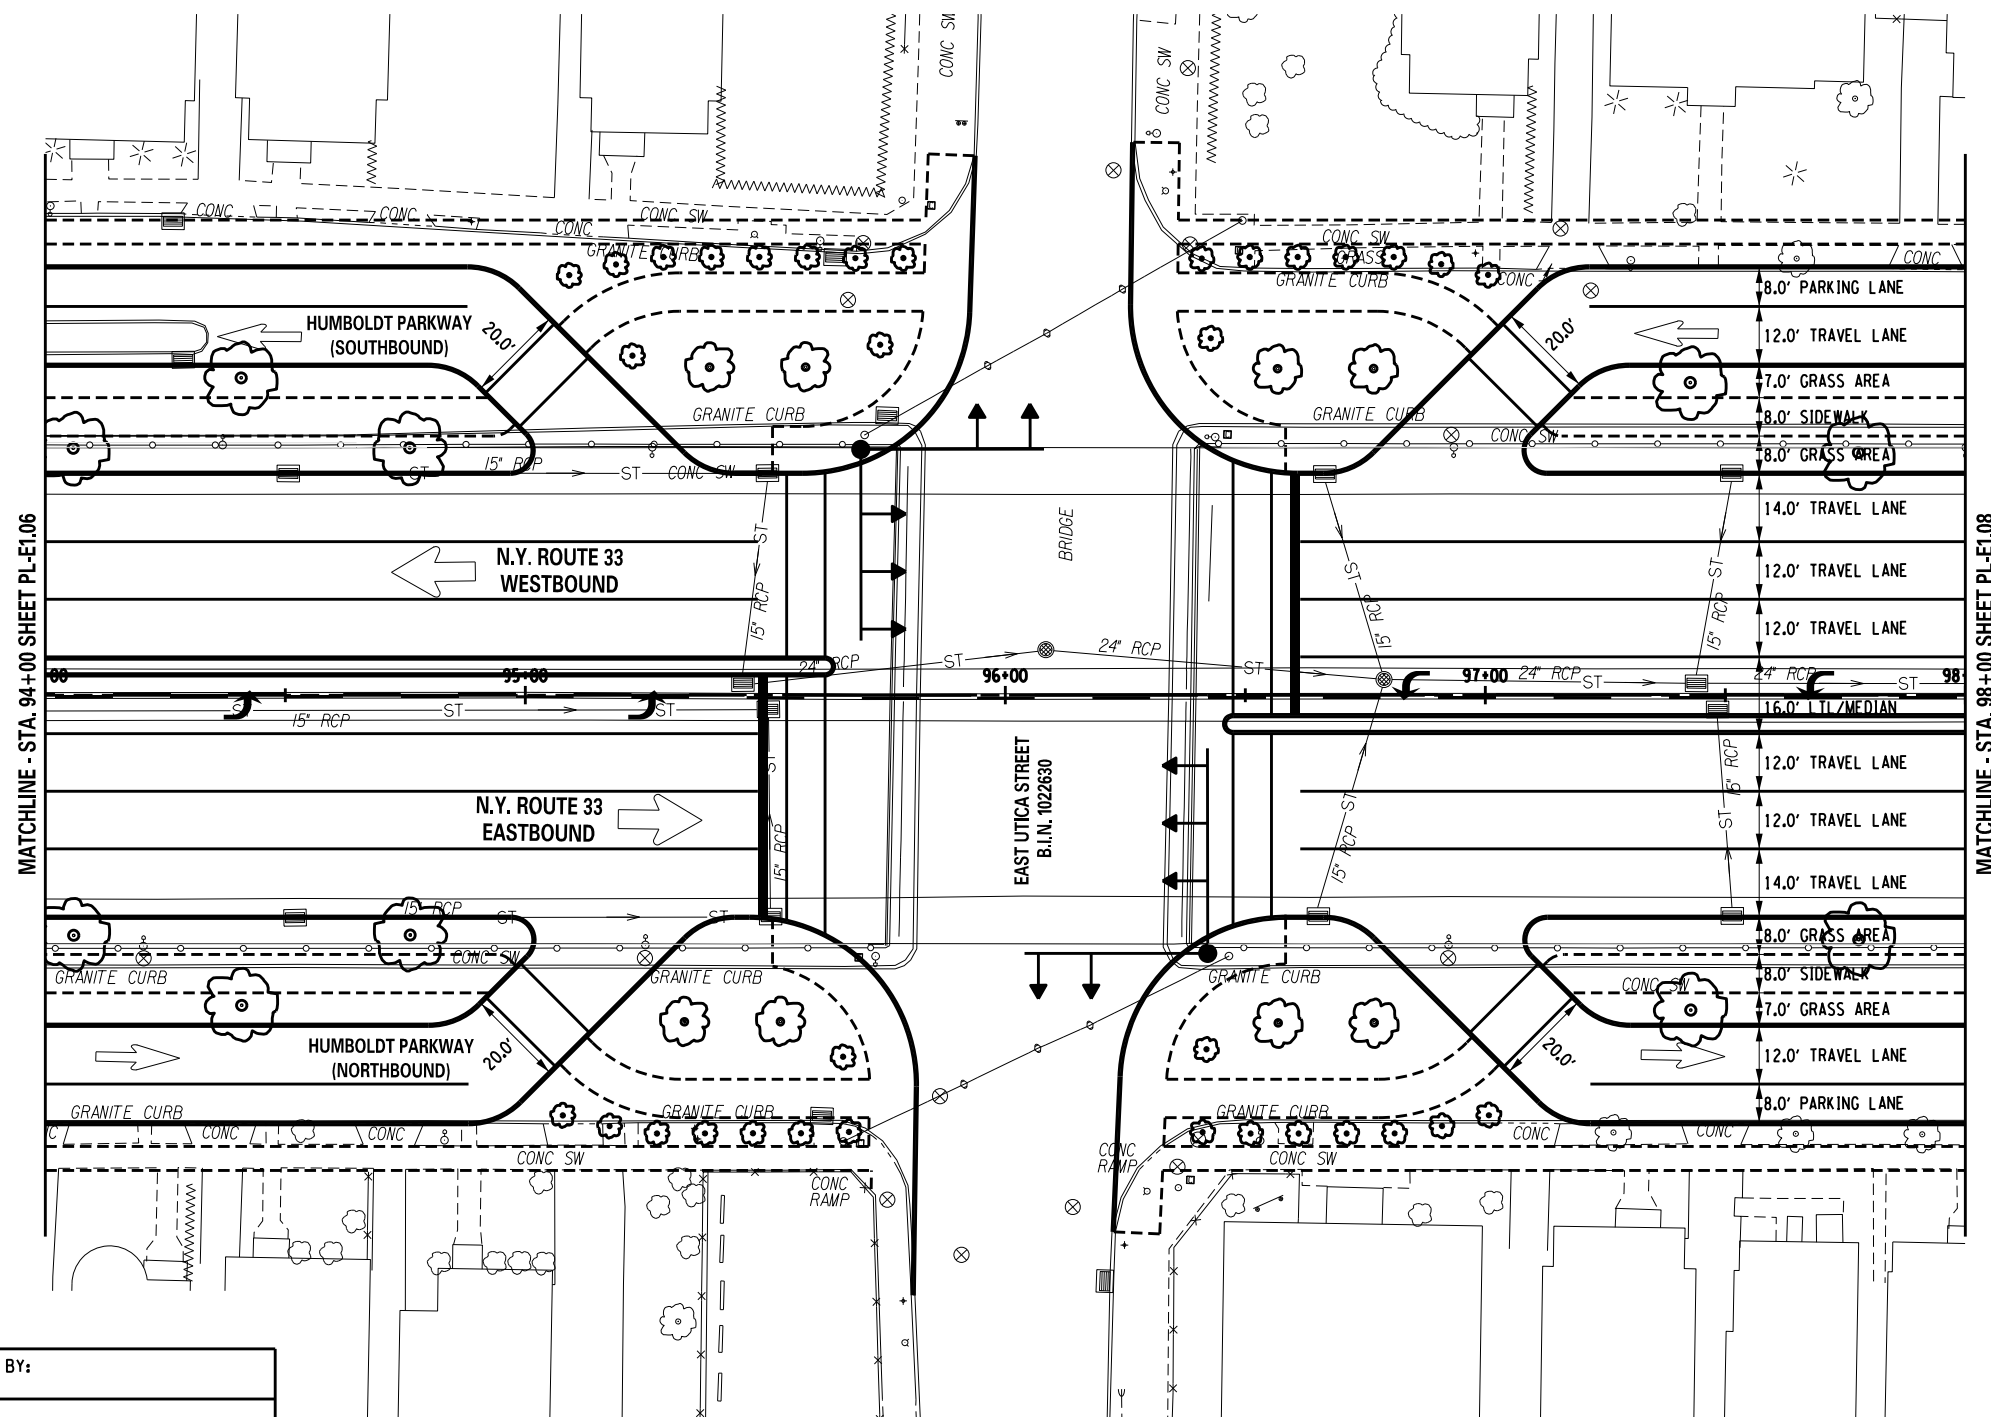 CONC SW
CONC SW
CONC
CONC
CONC
CONC SW
GRANITE CURB
CONC SW
GRASS
GRANITE CURB
CONC
CONC
8.0' PARKING LANE
HUMBOLDT PARKWAY
(SOUTHBOUND)
20.0'
20.0'
12.0' TRAVEL LANE
7.0' GRASS AREA
GRANITE CURB
GRANITE CURB
8.0' SIDEWALK
CONC SW
8.0' GRASS AREA
ST
15" RCP
ST
CONC SW
14.0' TRAVEL LANE
MATCHLINE - STA. 94+00 SHEET PL-E1.06
MATCHLINE - STA. 98+00 SHEET PL-E1.08
N.Y. ROUTE 33
WESTBOUND
ST
15" RCP
BRIDGE
ST
15" RCP
ST
15" RCP
12.0' TRAVEL LANE
12.0' TRAVEL LANE
24" RCP
ST
24" RCP
ST
24" RCP
24" RCP
00
95+00
96+00
97+00
98
ST
15" RCP
ST
ST
ST
ST
16.0' LTL/MEDIAN
12.0' TRAVEL LANE
N.Y. ROUTE 33
EASTBOUND
ST
15" RCP
EAST UTICA STREET
B.I.N. 1022630
ST
15" RCP
ST
15" RCP
12.0' TRAVEL LANE
14.0' TRAVEL LANE
15" RCP
ST
ST
8.0' GRASS AREA
CONC SW
GRANITE CURB
GRANITE CURB
GRANITE CURB
8.0' SIDEWALK
CONC SW
7.0' GRASS AREA
HUMBOLDT PARKWAY
(NORTHBOUND)
20.0'
20.0'
12.0' TRAVEL LANE
8.0' PARKING LANE
GRANITE CURB
GRANITE CURB
GRANITE CURB
CONC
CONC
CONC
CONC
CONC SW
CONC
RAMP
CONC
RAMP
CONC SW
BY: